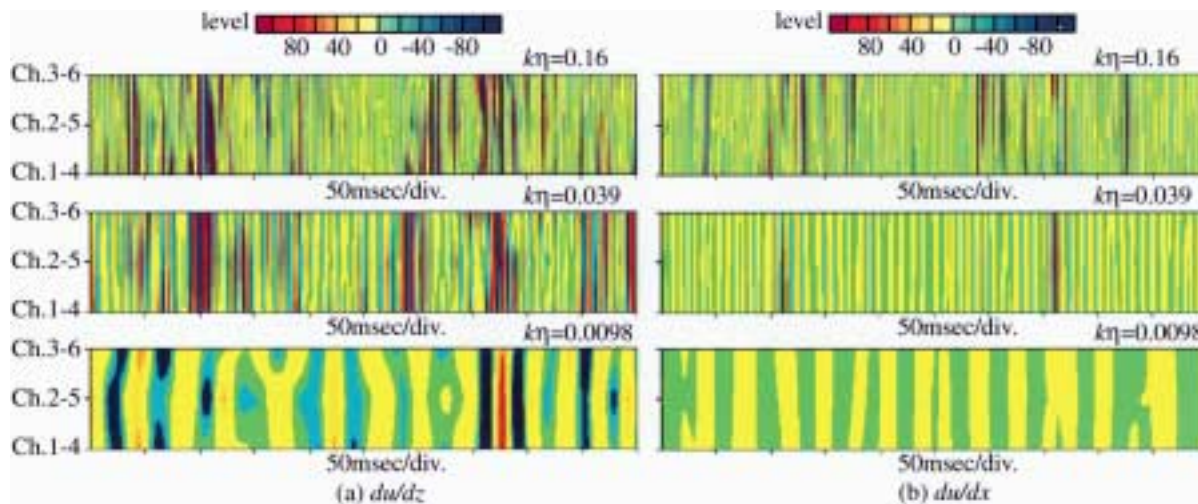 level
80 40 0 -40 -80
kη=0.16
Ch.3-6
Ch.2-5
Ch.1-4
50msec/div.
kη=0.039
Ch.3-6
Ch.2-5
Ch.1-4
50msec/div.
kη=0.0098
Ch.3-6
Ch.2-5
Ch.1-4
50msec/div.
(a) du/dz
level
80 40 0 -40 -80
kη=0.16
50msec/div.
kη=0.039
50msec/div.
kη=0.0098
50msec/div.
(b) du/dx